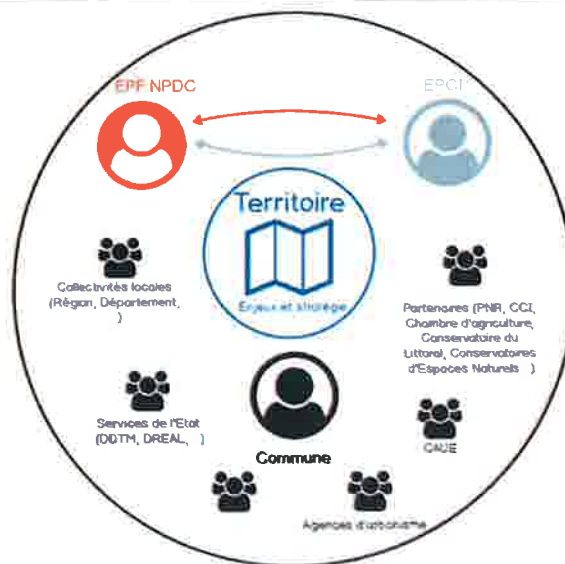 EPF NPDC
EPCI
Territoire
Enjeux et stratégie
Collectivités locales
(Région, Département,
)
Partenaires (PNR, CCI,
Chambre d'agriculture,
Conservatoire du
Littoral, Conservatoires
d'Espaces Naturels )
Services de l'Etat
(DDTM, DREAL, )
Commune
CAUE
Agences d'urbanisme